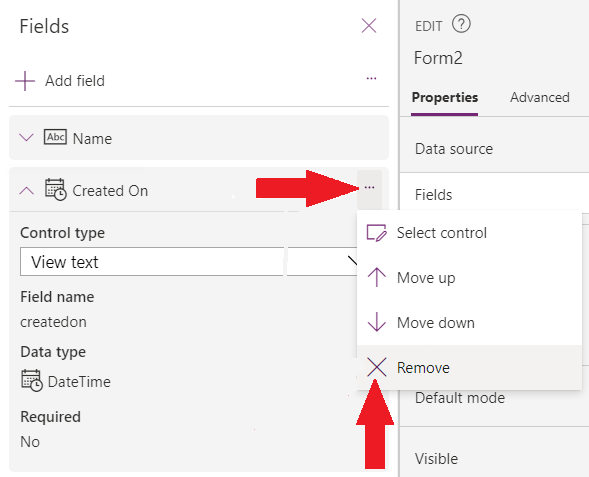 Fields
Add field
...
Abc Name
Created On
...
Control type
View text
Field name
createdon
Data type
DateTime
Required
No
Select control
Move up
Move down
Remove
EDIT ?
Form2
Properties Advanced
Data source
Fields
Default mode
Visible